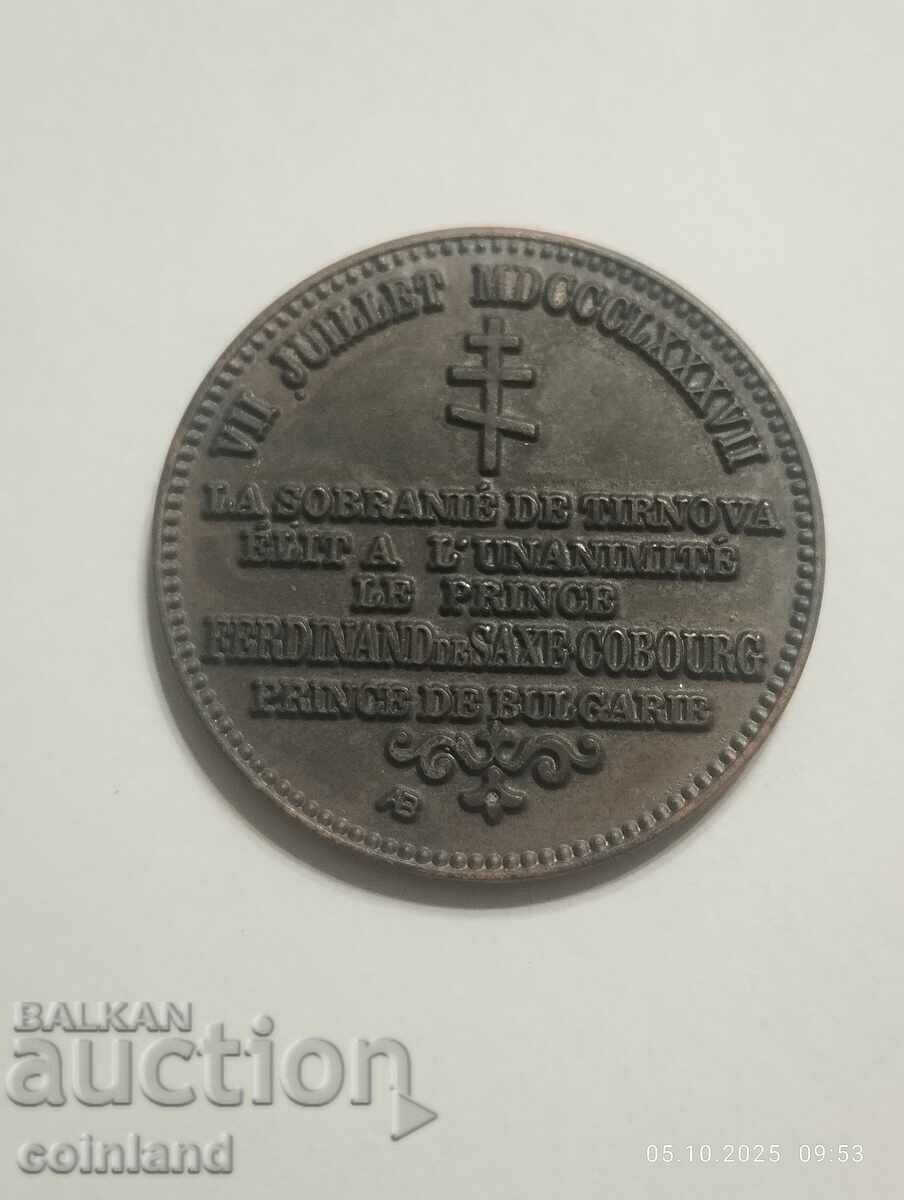 VII JUILLET MDCCCLXXXVII
LA SOBRANIÉ DE TIRNOVA
ÉLIT A L'UNANIMITÉ
LE PRINCE
FERDINAND DE SAXE-COBOURG
PRINCE DE BULGARIE
AB
BALKAN
auction
coinland
05.10.2025 09:53